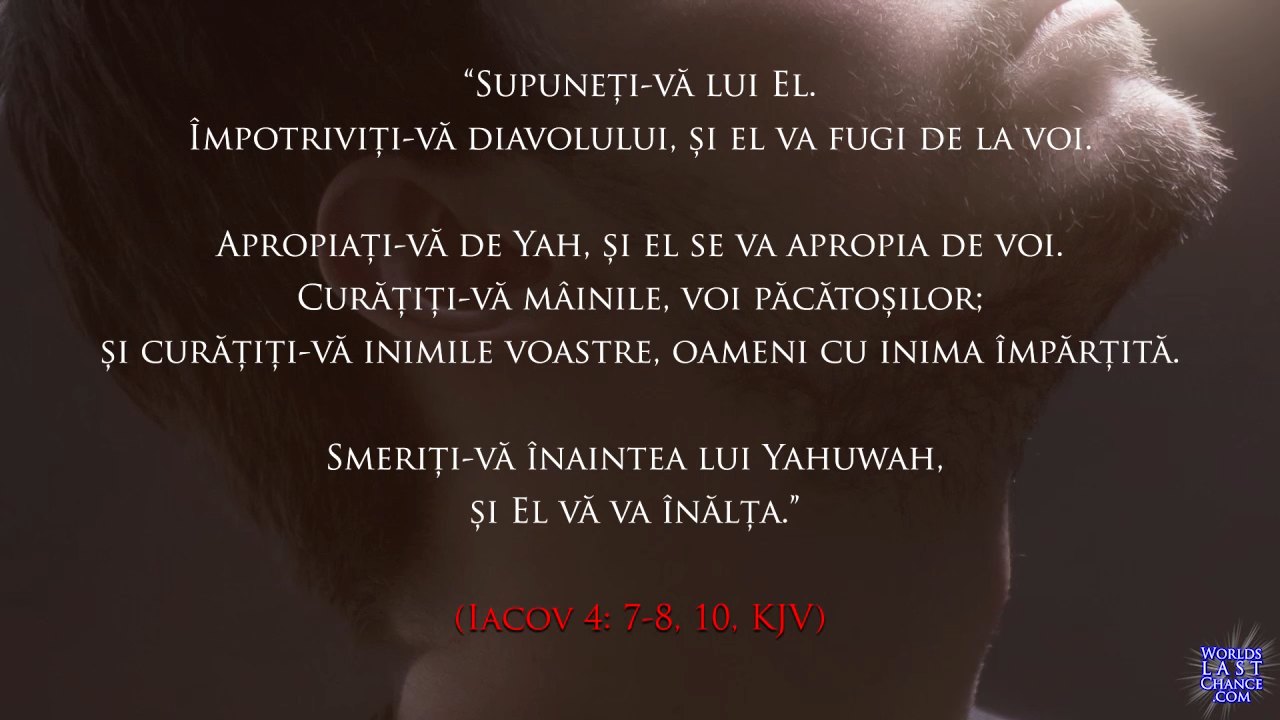 “Supuneți-vă lui El.
Împotriviți-vă diavolului, și el va fugi de la voi.
Apropiați-vă de Yah, și el se va apropia de voi.
Curățiți-vă mâinile, voi păcătoșilor;
și curățiți-vă inimile voastre, oameni cu inima împărțită.
Smeriți-vă înaintea lui Yahuwah,
și El vă va înălța.”
(Iacov 4: 7-8, 10, KJV)
Worlds
Last
Chance
.com